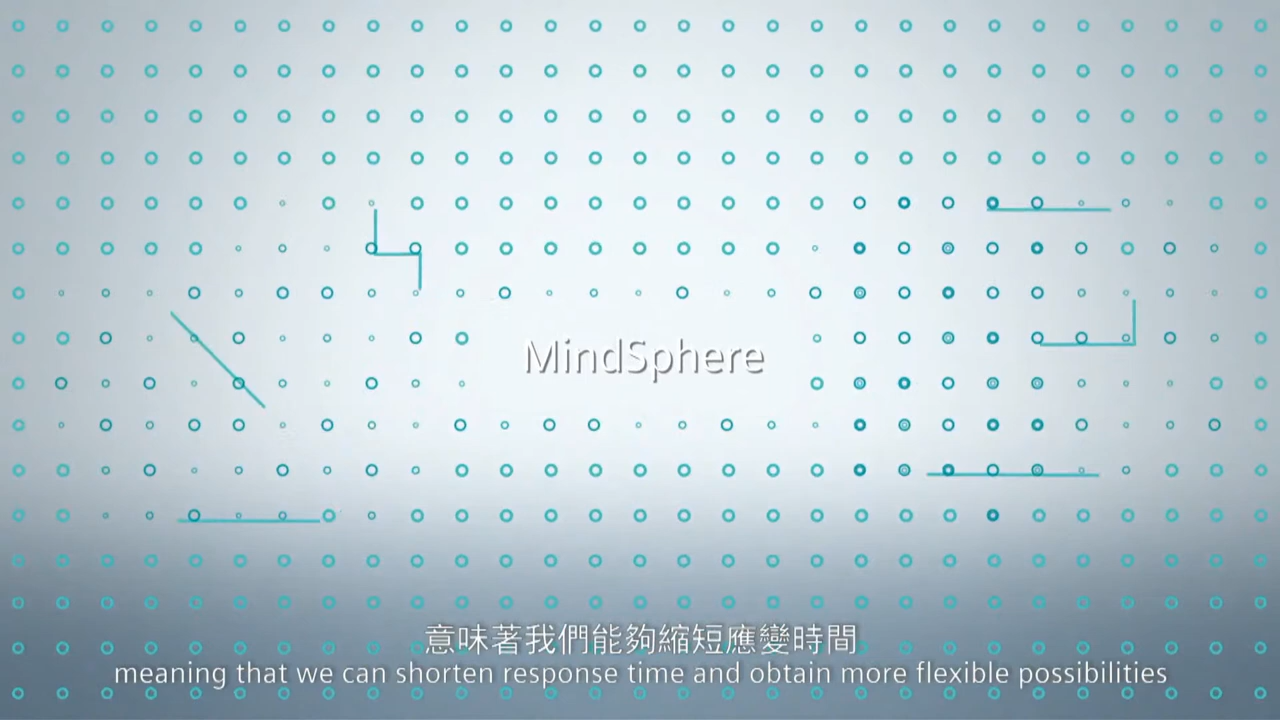 MindSphere
意味著我們能夠縮短應變時間
meaning that we can shorten response time and obtain more flexible possibilities